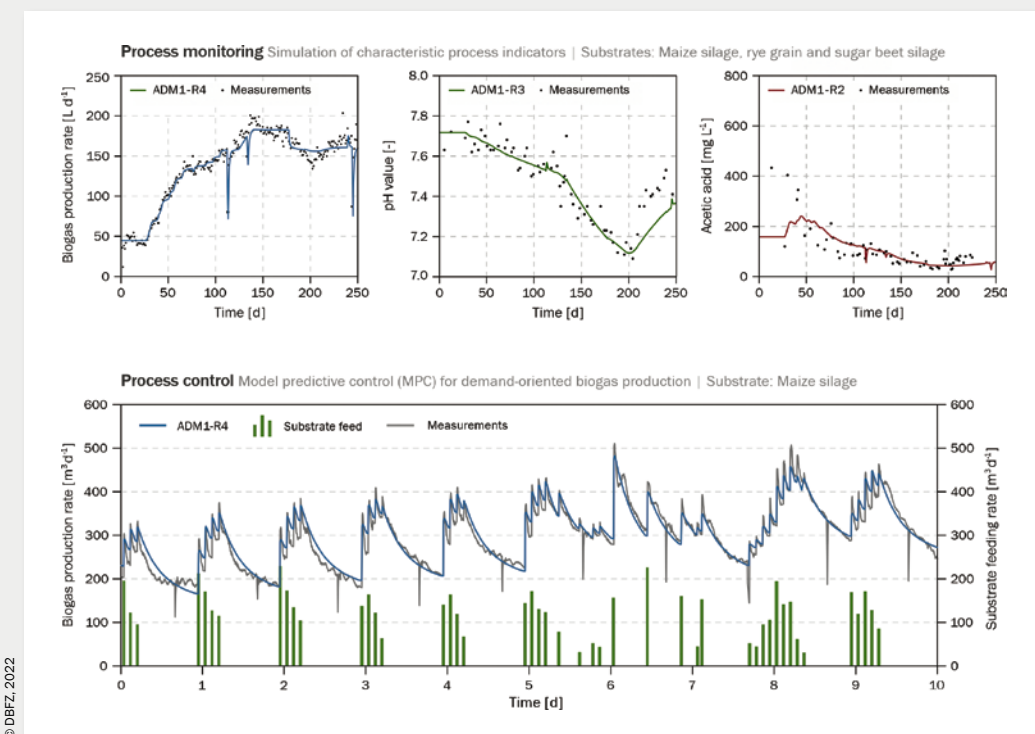 Process monitoring Simulation of characteristic process indicators | Substrates: Maize silage, rye grain and sugar beet silage
Biogas production rate [L d⁻¹]
250
200
150
100
50
0
ADM1-R4 Measurements
0 50 100 150 200 250
Time [d]
pH value [-]
8.0
7.8
7.6
7.4
7.2
7.0
ADM1-R3 Measurements
0 50 100 150 200 250
Time [d]
Acetic acid [mg L⁻¹]
800
600
400
200
0
ADM1-R2 Measurements
0 50 100 150 200 250
Time [d]
Process control Model predictive control (MPC) for demand-oriented biogas production | Substrate: Maize silage
Biogas production rate [m³d⁻¹]
600
500
400
300
200
100
0
ADM1-R4 Substrate feed Measurements
600
500
400
300
200
100
0
Substrate feeding rate [m³d⁻¹]
0 1 2 3 4 5 6 7 8 9 10
Time [d]
© DBFZ, 2022